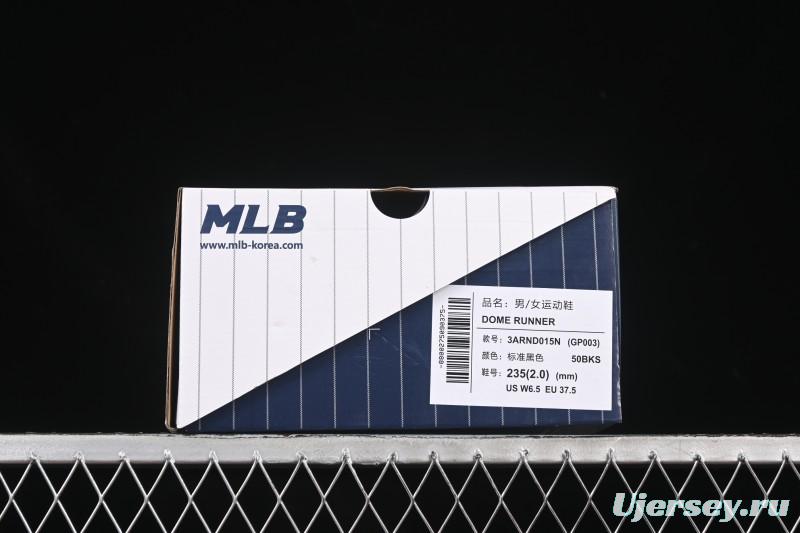 MLB
www.mlb-korea.com
品名：男/女运动鞋
DOME RUNNER
款号：3ARND015N (GP003)
颜色：标准黑色 50BKS
鞋号：235(2.0) (mm)
US W6.5 EU 37.5
Ujersey.ru